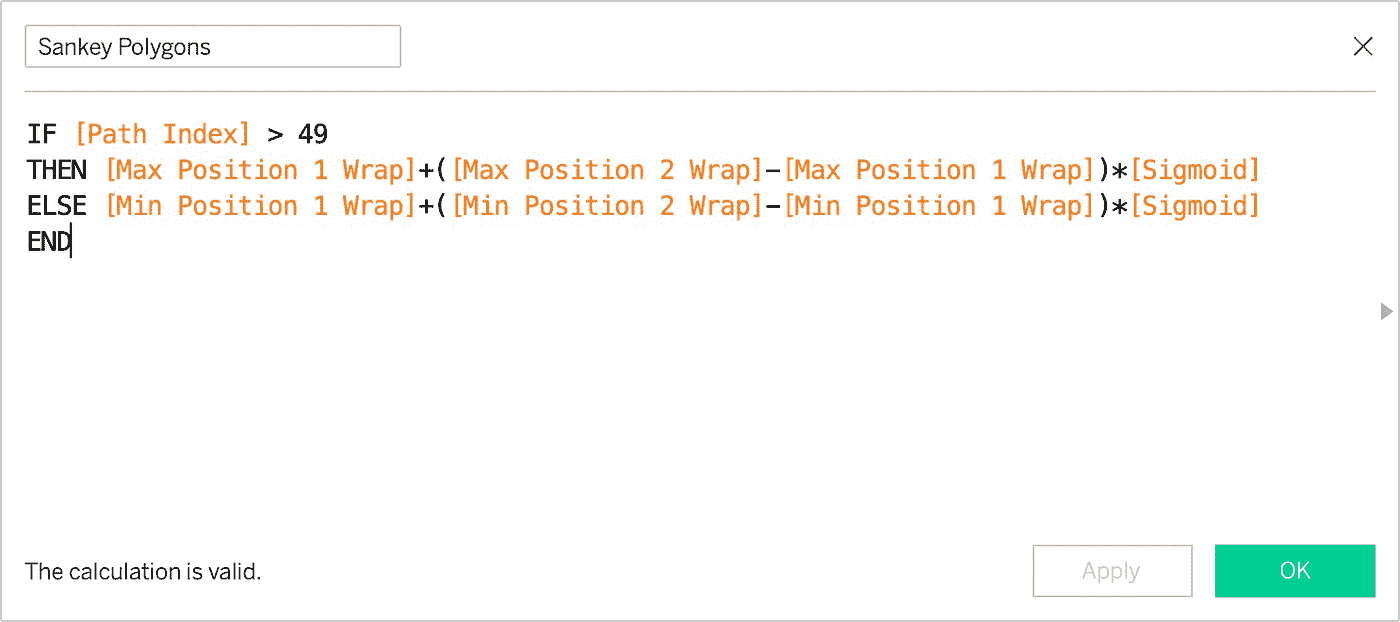 Sankey Polygons
IF [Path Index] > 49
THEN [Max Position 1 Wrap]+([Max Position 2 Wrap]-[Max Position 1 Wrap])*[Sigmoid]
ELSE [Min Position 1 Wrap]+([Min Position 2 Wrap]-[Min Position 1 Wrap])*[Sigmoid]
END
The calculation is valid.
Apply
OK